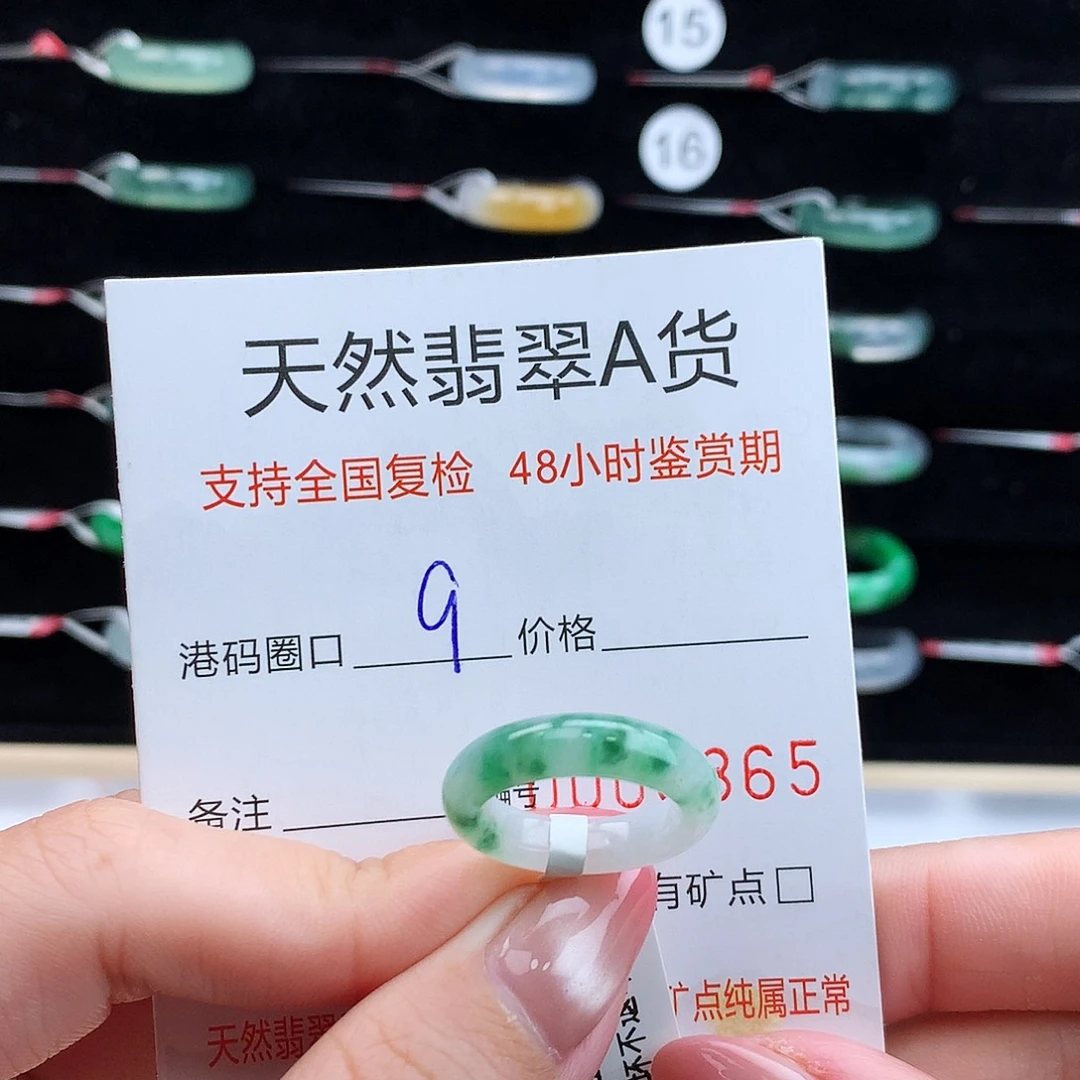 15
16
天然翡翠A货
支持全国复检 48小时鉴赏期
港码圈口 9 价格
备注 号 365
有矿点
天然翡翠 矿点纯属正常